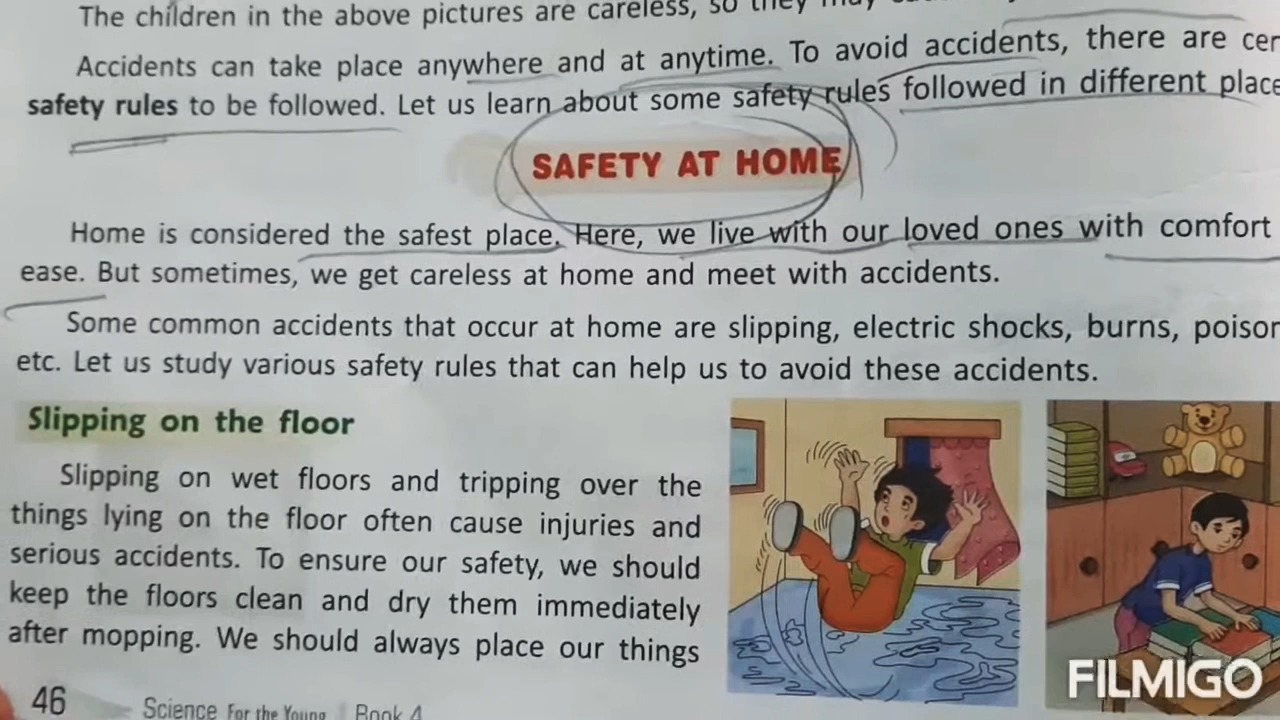 The children in the above pictures are careless, so they may
Accidents can take place anywhere and at anytime. To avoid accidents, there are cer
safety rules to be followed. Let us learn about some safety rules followed in different place
SAFETY AT HOME
Home is considered the safest place. Here, we live with our loved ones with comfort
ease. But sometimes, we get careless at home and meet with accidents.
Some common accidents that occur at home are slipping, electric shocks, burns, poison
etc. Let us study various safety rules that can help us to avoid these accidents.
Slipping on the floor
Slipping on wet floors and tripping over the
things lying on the floor often cause injuries and
serious accidents. To ensure our safety, we should
keep the floors clean and dry them immediately
after mopping. We should always place our things
46 Science For the Young Book 4
FILMIGO